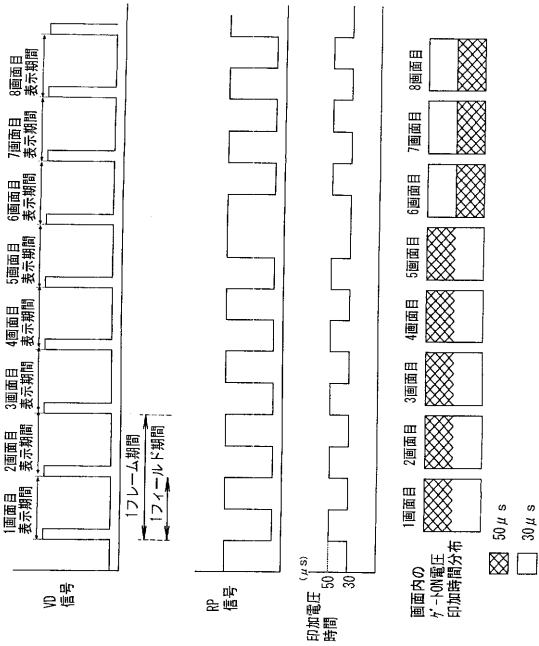 1画面目
表示期間
2画面目
表示期間
3画面目
表示期間
4画面目
表示期間
5画面目
表示期間
6画面目
表示期間
7画面目
表示期間
8画面目
表示期間
VD
信号
1フレーム期間
1フィールド期間
RP
信号
(μs)
50
30
印加電圧
時間
1画面目
2画面目
3画面目
4画面目
5画面目
6画面目
7画面目
8画面目
画面内の
ゲートON電圧
印加時間分布
50μs
30μs